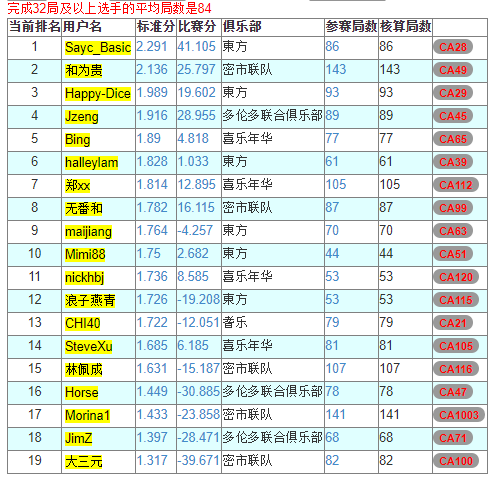 完成32局及以上选手的平均局数是84
当前排名 用户名 标准分 比赛分 俱乐部 参赛局数 核算局数
1 Sayc_Basic 2.291 41.105 東方 86 86 CA28
2 和为贵 2.136 25.797 密市联队 143 143 CA49
3 Happy-Dice 1.989 19.602 東方 93 93 CA29
4 Jzeng 1.916 28.955 多伦多联合俱乐部 89 89 CA45
5 Bing 1.89 4.818 喜乐年华 77 77 CA65
6 halleylam 1.828 1.033 東方 61 61 CA39
7 郑xx 1.814 12.895 喜乐年华 105 105 CA112
8 无番和 1.782 16.115 密市联队 87 87 CA99
9 maijiang 1.764 -4.257 東方 70 70 CA63
10 Mimi88 1.75 2.682 東方 44 44 CA51
11 nickhbj 1.736 8.585 喜乐年华 53 53 CA120
12 浪子燕青 1.726 -19.208 東方 53 53 CA115
13 CHI40 1.722 -12.051 耆乐 79 79 CA21
14 SteveXu 1.685 6.185 喜乐年华 81 81 CA105
15 林佩成 1.631 -15.187 密市联队 107 107 CA116
16 Horse 1.449 -30.885 多伦多联合俱乐部 78 78 CA47
17 Morina1 1.433 -23.858 密市联队 141 141 CA1003
18 JimZ 1.397 -28.471 多伦多联合俱乐部 68 68 CA71
19 大三元 1.317 -39.671 密市联队 82 82 CA100